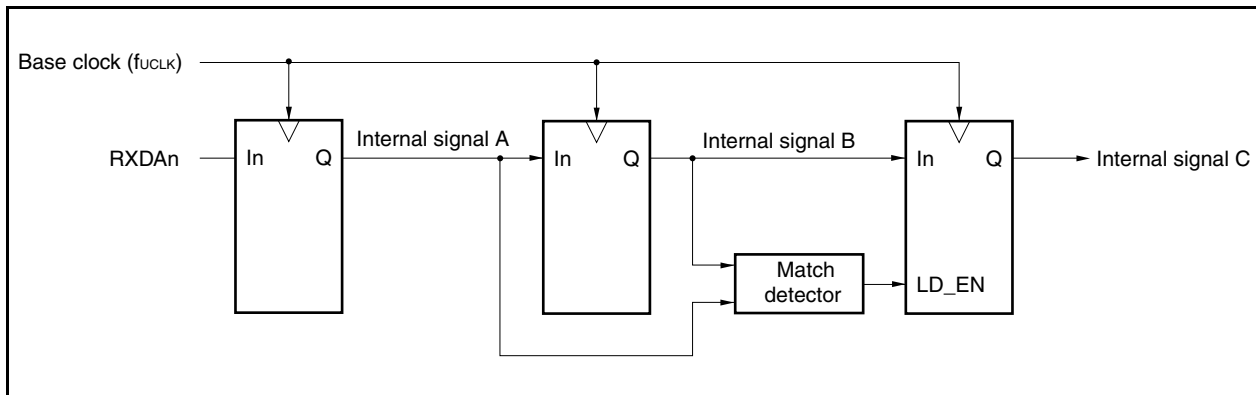 Base clock (fUCLK)
Internal signal A
Internal signal B
RXDAn
In
Q
In
Q
In
Q
Internal signal C
Match
detector
LD_EN